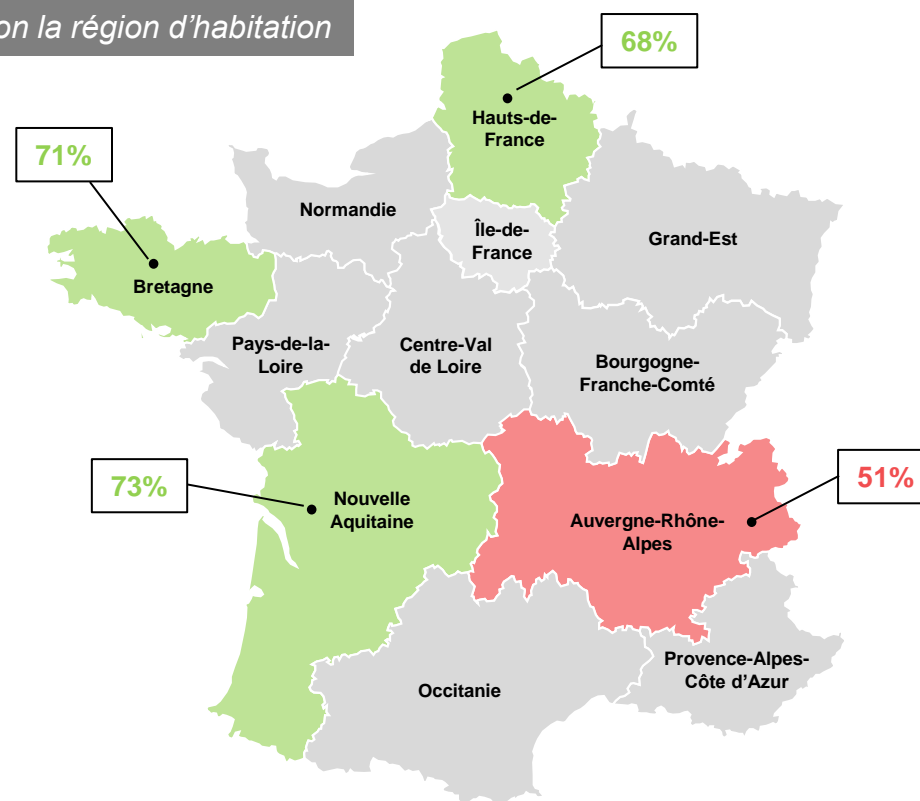 on la région d’habitation
68%
Hauts-de-
France
71%
Normandie
Île-de-
France
Grand-Est
Bretagne
Pays-de-la-
Loire
Centre-Val
de Loire
Bourgogne-
Franche-Comté
73%
Nouvelle
Aquitaine
51%
Auvergne-Rhône-
Alpes
Provence-Alpes-
Côte d’Azur
Occitanie